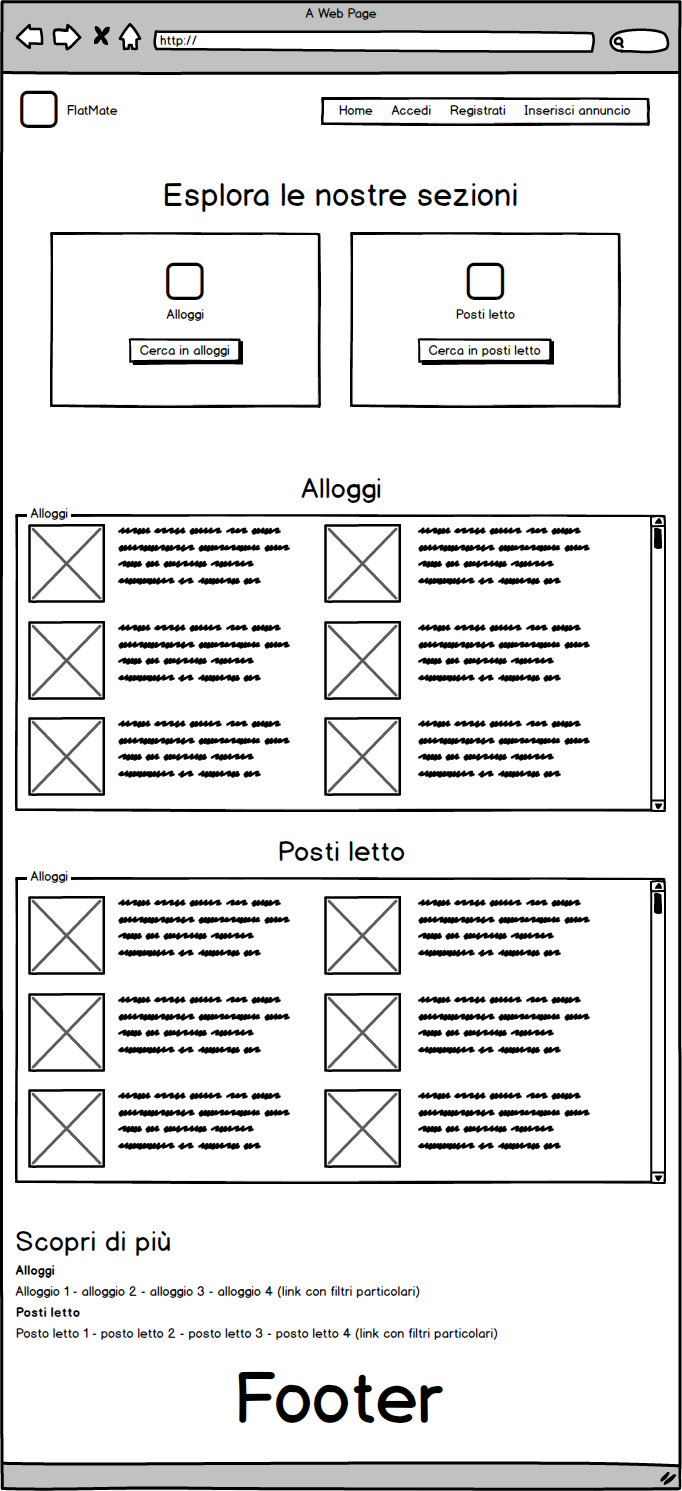 A Web Page
http://
FlatMate
Home Accedi Registrati Inserisci annuncio
Esplora le nostre sezioni
Alloggi
Cerca in alloggi
Posti letto
Cerca in posti letto
Alloggi
Alloggi
Posti letto
Alloggi
Scopri di più
Alloggi
Alloggio 1 - alloggio 2 - alloggio 3 - alloggio 4 (link con filtri particolari)
Posti letto
Posto letto 1 - posto letto 2 - posto letto 3 - posto letto 4 (link con filtri particolari)
Footer